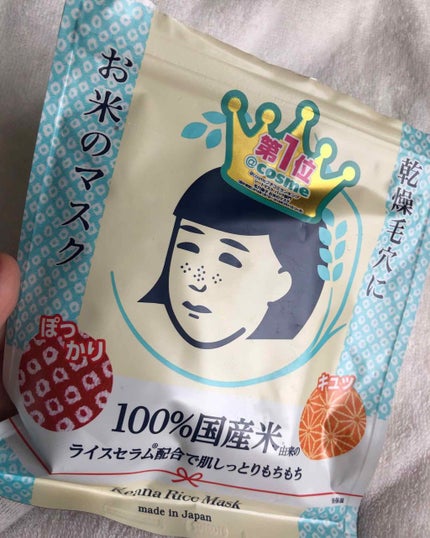 お米のマスク
乾燥毛穴に
第1位
@cosme
ぽっかり
キュッ
100%国産米由来の
ライスセラム®配合で肌しっとりもちもち
Keana Rice Mask
made in Japan